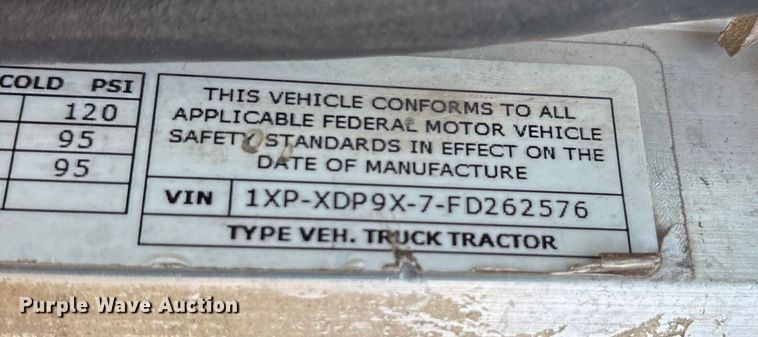 COLD PSI
120
95
95
THIS VEHICLE CONFORMS TO ALL
APPLICABLE FEDERAL MOTOR VEHICLE
SAFETY STANDARDS IN EFFECT ON THE
DATE OF MANUFACTURE
VIN 1XP-XDP9X-7-FD262576
TYPE VEH. TRUCK TRACTOR
Purple Wave Auction